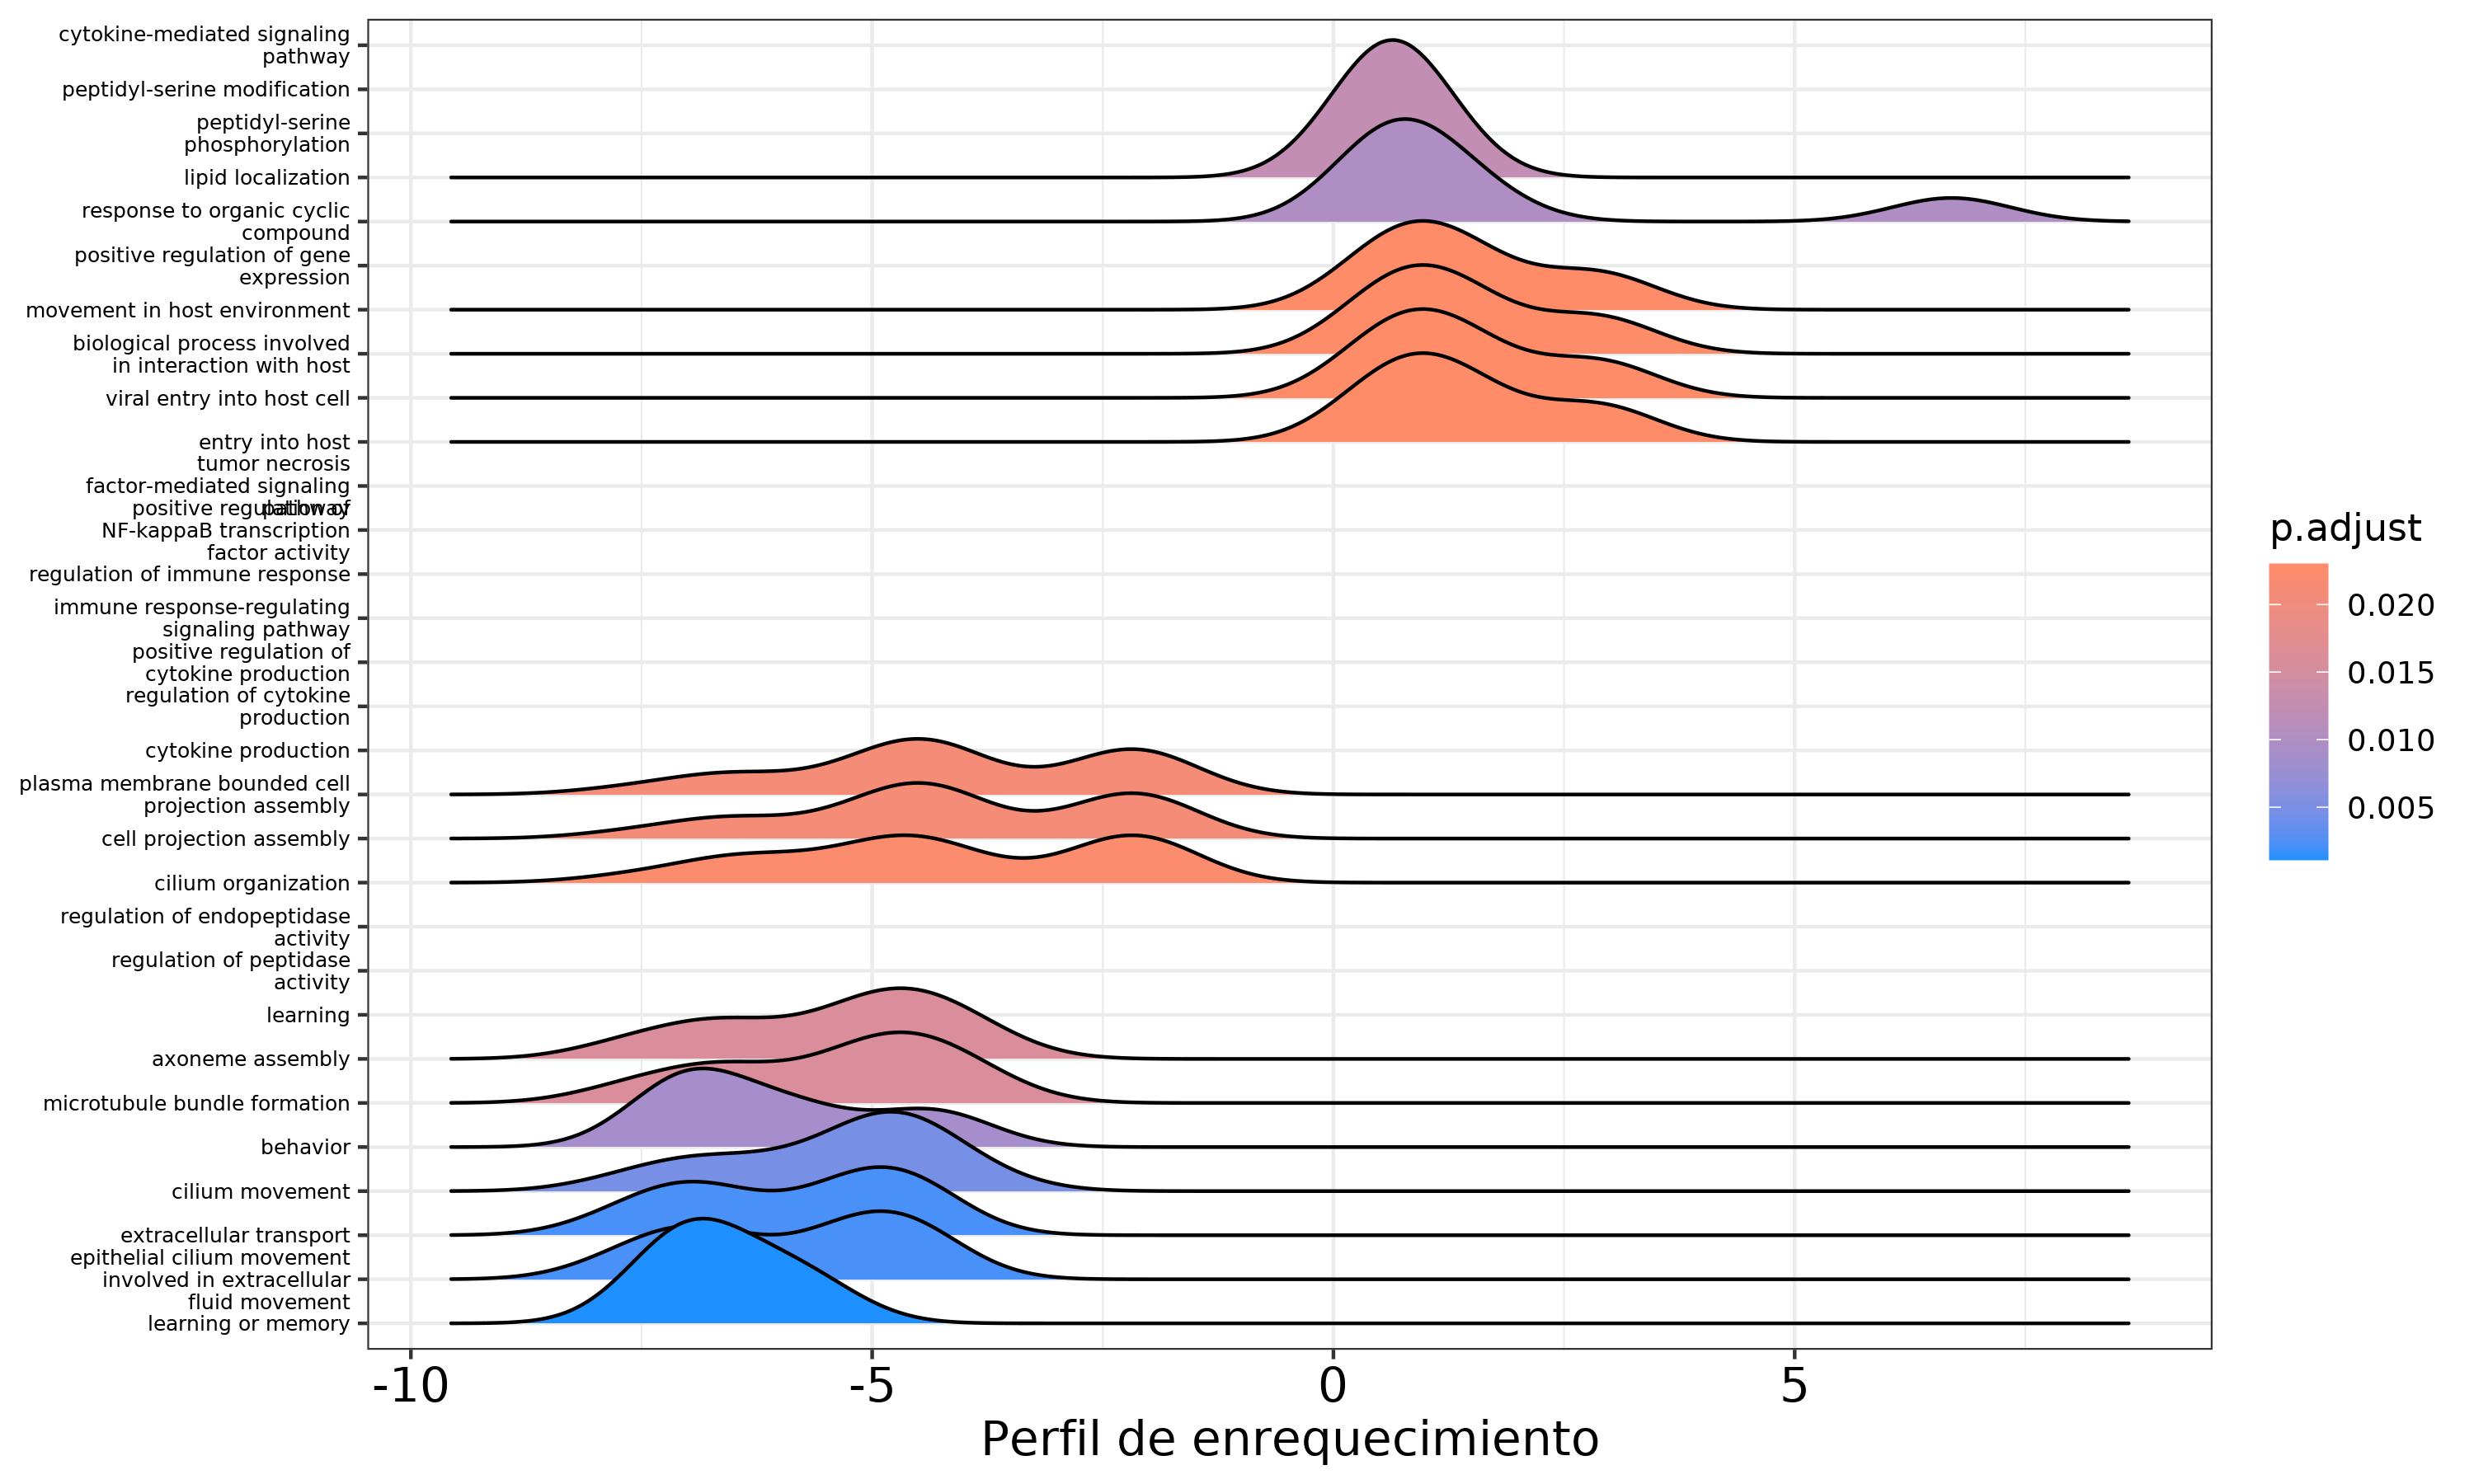 cytokine-mediated signaling
pathway
peptidyl-serine modification
peptidyl-serine
phosphorylation
lipid localization
response to organic cyclic
compound
positive regulation of gene
expression
movement in host environment
biological process involved
in interaction with host
viral entry into host cell
entry into host
tumor necrosis
factor-mediated signaling
pathway
positive regulation of
NF-kappaB transcription
factor activity
regulation of immune response
immune response-regulating
signaling pathway
positive regulation of
cytokine production
regulation of cytokine
production
cytokine production
plasma membrane bounded cell
projection assembly
cell projection assembly
cilium organization
regulation of endopeptidase
activity
regulation of peptidase
activity
learning
axoneme assembly
microtubule bundle formation
behavior
cilium movement
extracellular transport
epithelial cilium movement
involved in extracellular
fluid movement
learning or memory
-10
-5
0
5
Perfil de enrequecimiento
p.adjust
0.020
0.015
0.010
0.005